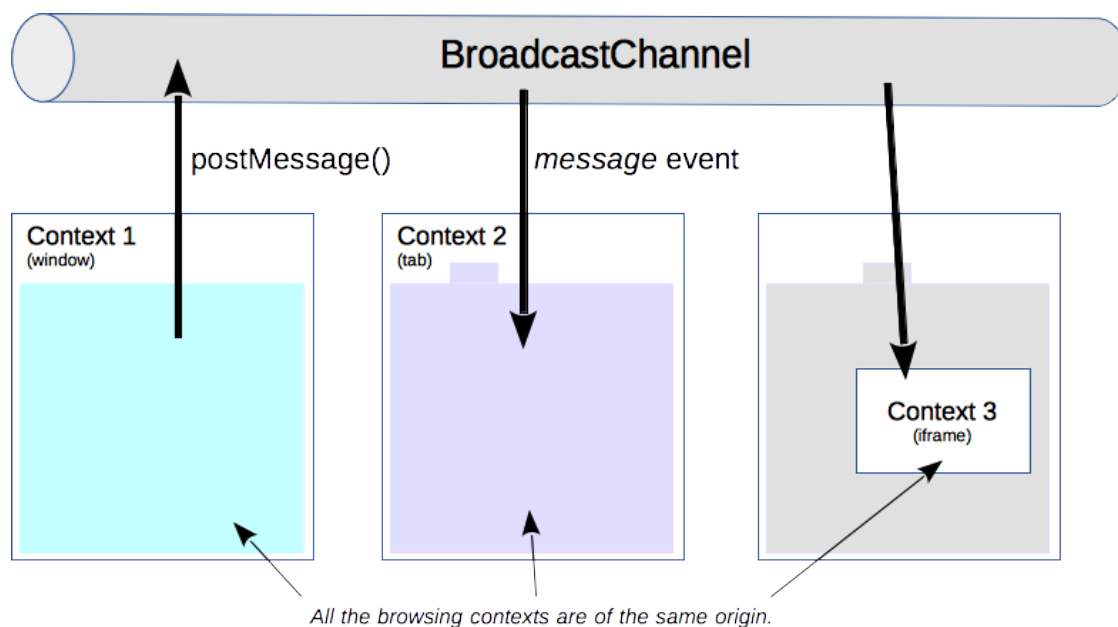 BroadcastChannel
postMessage()
message event
Context 1
(window)
Context 2
(tab)
Context 3
(iframe)
All the browsing contexts are of the same origin.